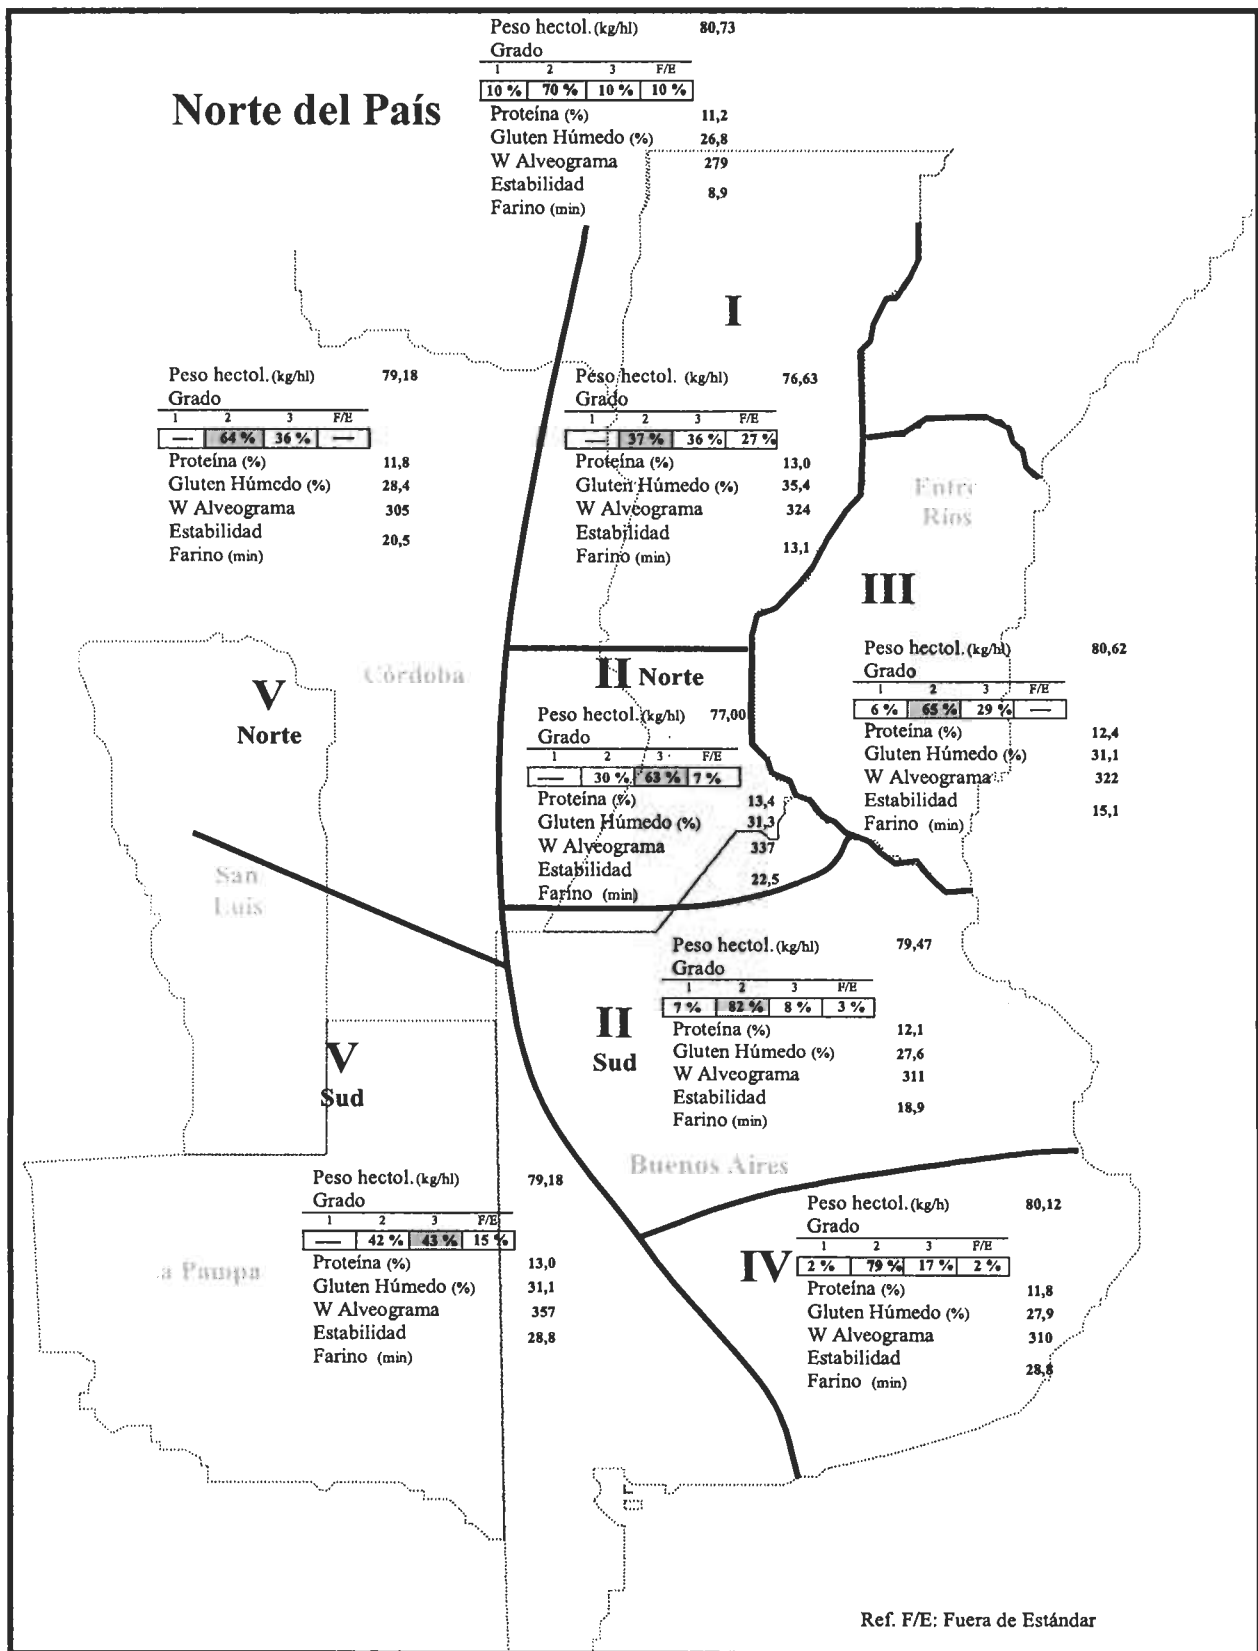 Norte del País
Peso hectol. (kg/hl) 80,73
Grado
1 2 3 F/E
10 % 70 % 10 % 10 %
Proteína (%) 11,2
Gluten Húmedo (%) 26,8
W Alveograma 279
Estabilidad
Farino (min) 8,9
I
Peso hectol. (kg/hl) 79,18
Grado
1 2 3 F/E
— 64 % 36 % —
Proteína (%) 11,8
Gluten Húmedo (%) 28,4
W Alveograma 305
Estabilidad
Farino (min) 20,5
Peso hectol. (kg/hl) 76,63
Grado
1 2 3 F/E
— 37 % 36 % 27 %
Proteína (%) 13,0
Gluten Húmedo (%) 35,4
W Alveograma 324
Estabilidad
Farino (min) 13,1
Entre
Ríos
III
Peso hectol. (kg/hl) 80,62
Grado
1 2 3 F/E
6 % 65 % 29 % —
Proteína (%) 12,4
Gluten Húmedo (%) 31,1
W Alveograma 322
Estabilidad
Farino (min) 15,1
Córdoba
V
Norte
II Norte
Peso hectol. (kg/hl) 77,00
Grado
1 2 3 F/E
— 30 % 63 % 7 %
Proteína (%) 13,4
Gluten Húmedo (%) 31,3
W Alveograma 337
Estabilidad
Farino (min) 22,5
San
Luis
Peso hectol. (kg/hl) 79,47
Grado
1 2 3 F/E
7 % 82 % 8 % 3 %
II
Sud
Proteína (%) 12,1
Gluten Húmedo (%) 27,6
W Alveograma 311
Estabilidad
Farino (min) 18,9
V
Sud
Buenos Aires
Peso hectol. (kg/hl) 79,18
Grado
1 2 3 F/E
— 42 % 43 % 15 %
Proteína (%) 13,0
Gluten Húmedo (%) 31,1
W Alveograma 357
Estabilidad 28,8
Farino (min)
a Pampa
Peso hectol. (kg/h) 80,12
Grado
1 2 3 F/E
IV
2 % 79 % 17 % 2 %
Proteína (%) 11,8
Gluten Húmedo (%) 27,9
W Alveograma 310
Estabilidad
Farino (min) 28,8
Ref. F/E: Fuera de Estándar